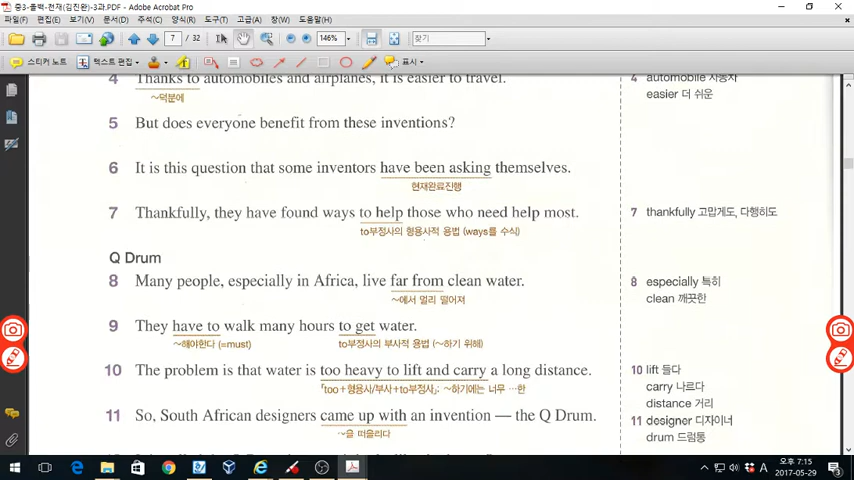 중3-졸백-천재(김진완)-3과.PDF - Adobe Acrobat Pro
파일(F) 편집(E) 보기(V) 문서(D) 주석(C) 양식(R) 도구(T) 고급(A) 창(W) 도움말(H)
7 / 32 146% 찾기
스티커 노트 텍스트 편집 표시
4 Thanks to automobiles and airplanes, it is easier to travel.
~덕분에
4 automobile 자동차
easier 더 쉬운
5 But does everyone benefit from these inventions?
6 It is this question that some inventors have been asking themselves.
현재완료진행
7 Thankfully, they have found ways to help those who need help most.
to부정사의 형용사적 용법 (ways를 수식)
7 thankfully 고맙게도, 다행히도
Q Drum
8 Many people, especially in Africa, live far from clean water.
~에서 멀리 떨어져
8 especially 특히
clean 깨끗한
9 They have to walk many hours to get water.
~해야한다 (=must) to부정사의 부사적 용법 (~하기 위해)
10 The problem is that water is too heavy to lift and carry a long distance.
「too+형용사/부사+to부정사」: ~하기에는 너무 …한
10 lift 들다
carry 나르다
distance 거리
11 So, South African designers came up with an invention — the Q Drum.
~을 떠올리다
11 designer 디자이너
drum 드럼통
A 오후 7:15
2017-05-29
3